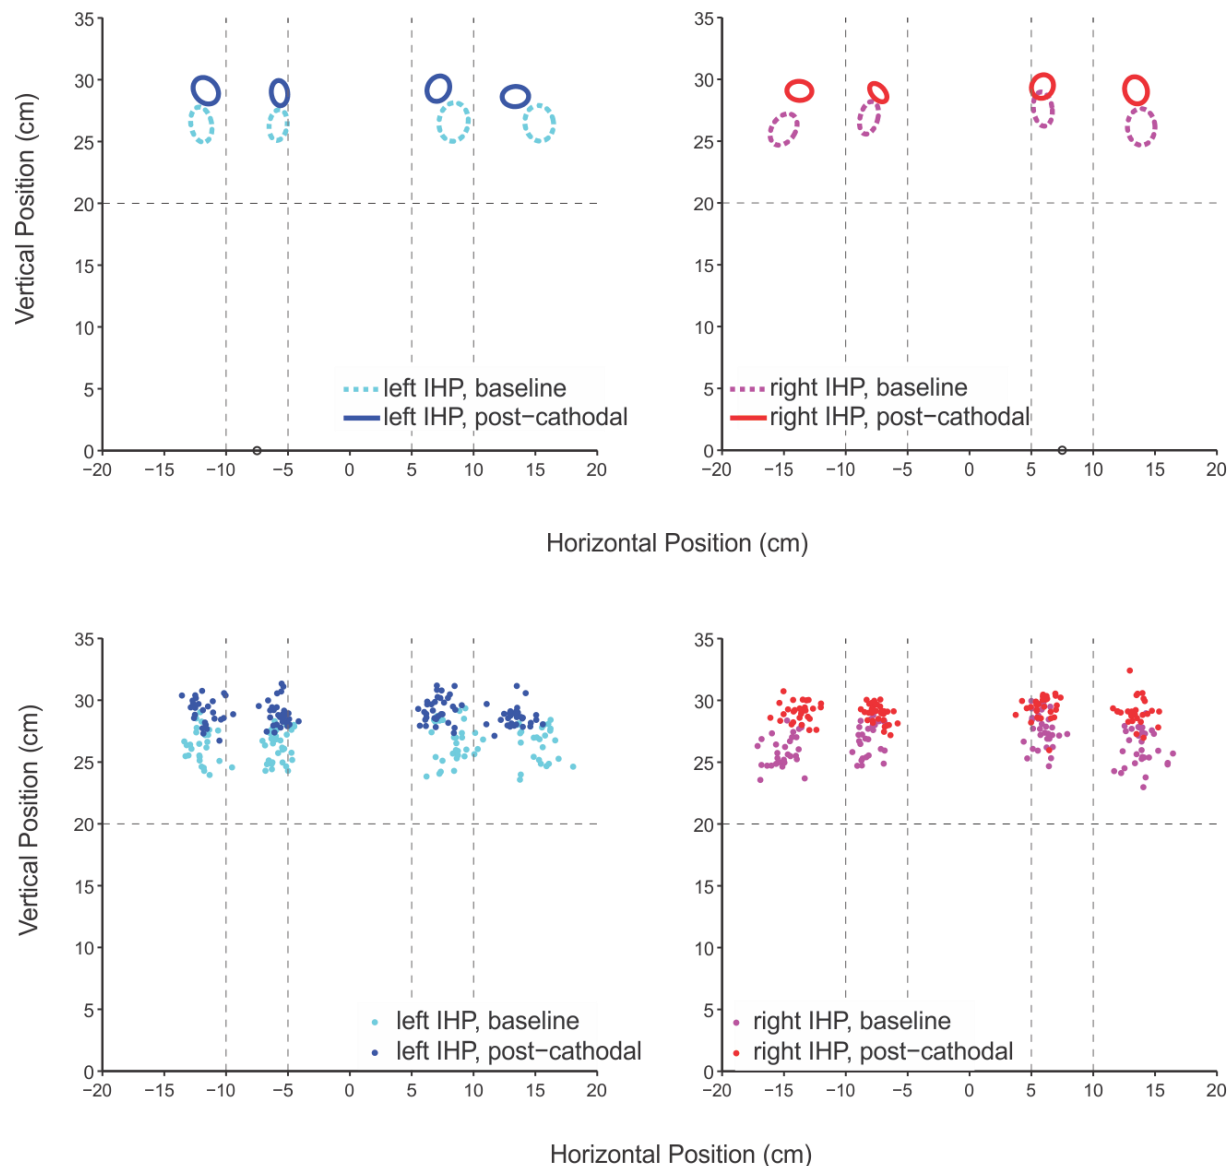 35
30
25
20
15
10
5
0
Vertical Position (cm)
left IHP, baseline
left IHP, post−cathodal
−20 −15 −10 −5 0 5 10 15 20
35
30
25
20
15
10
5
0
right IHP, baseline
right IHP, post−cathodal
−20 −15 −10 −5 0 5 10 15 20
Horizontal Position (cm)
35
30
25
20
15
10
5
0
Vertical Position (cm)
left IHP, baseline
left IHP, post−cathodal
−20 −15 −10 −5 0 5 10 15 20
35
30
25
20
15
10
5
0
right IHP, baseline
right IHP, post−cathodal
−20 −15 −10 −5 0 5 10 15 20
Horizontal Position (cm)